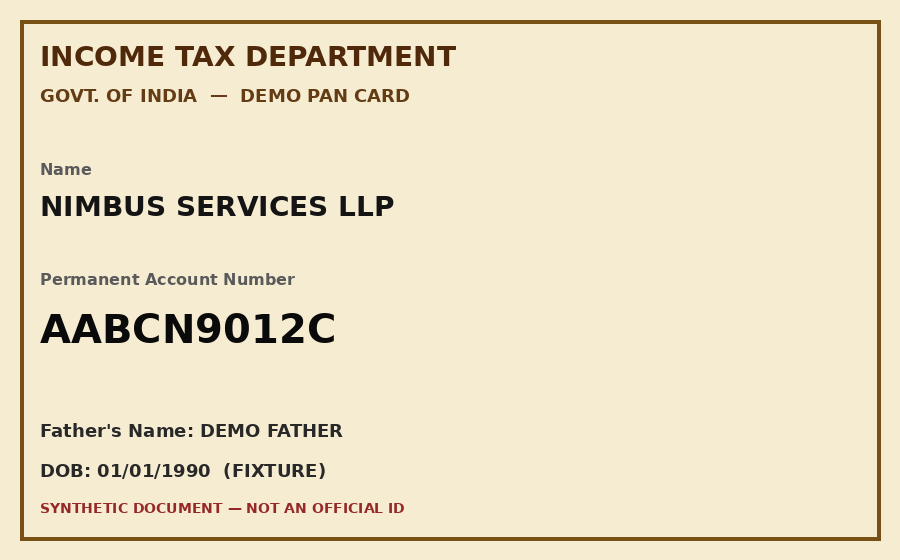 INCOME TAX DEPARTMENT
GOVT. OF INDIA — DEMO PAN CARD
Name
NIMBUS SERVICES LLP
Permanent Account Number
AABCN9012C
Father's Name: DEMO FATHER
DOB: 01/01/1990 (FIXTURE)
SYNTHETIC DOCUMENT — NOT AN OFFICIAL ID